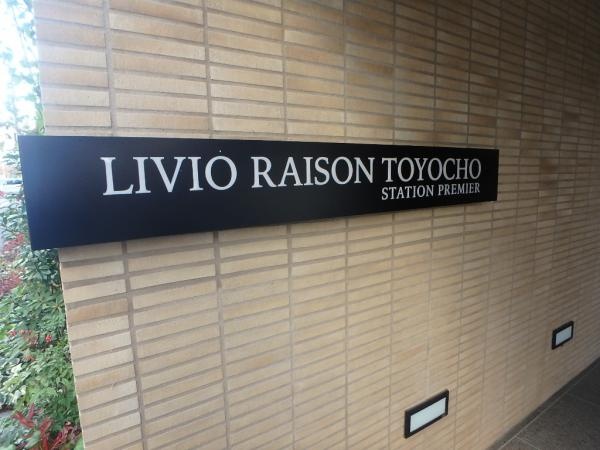 LIVIO RAISON TOYOCHO
STATION PREMIER